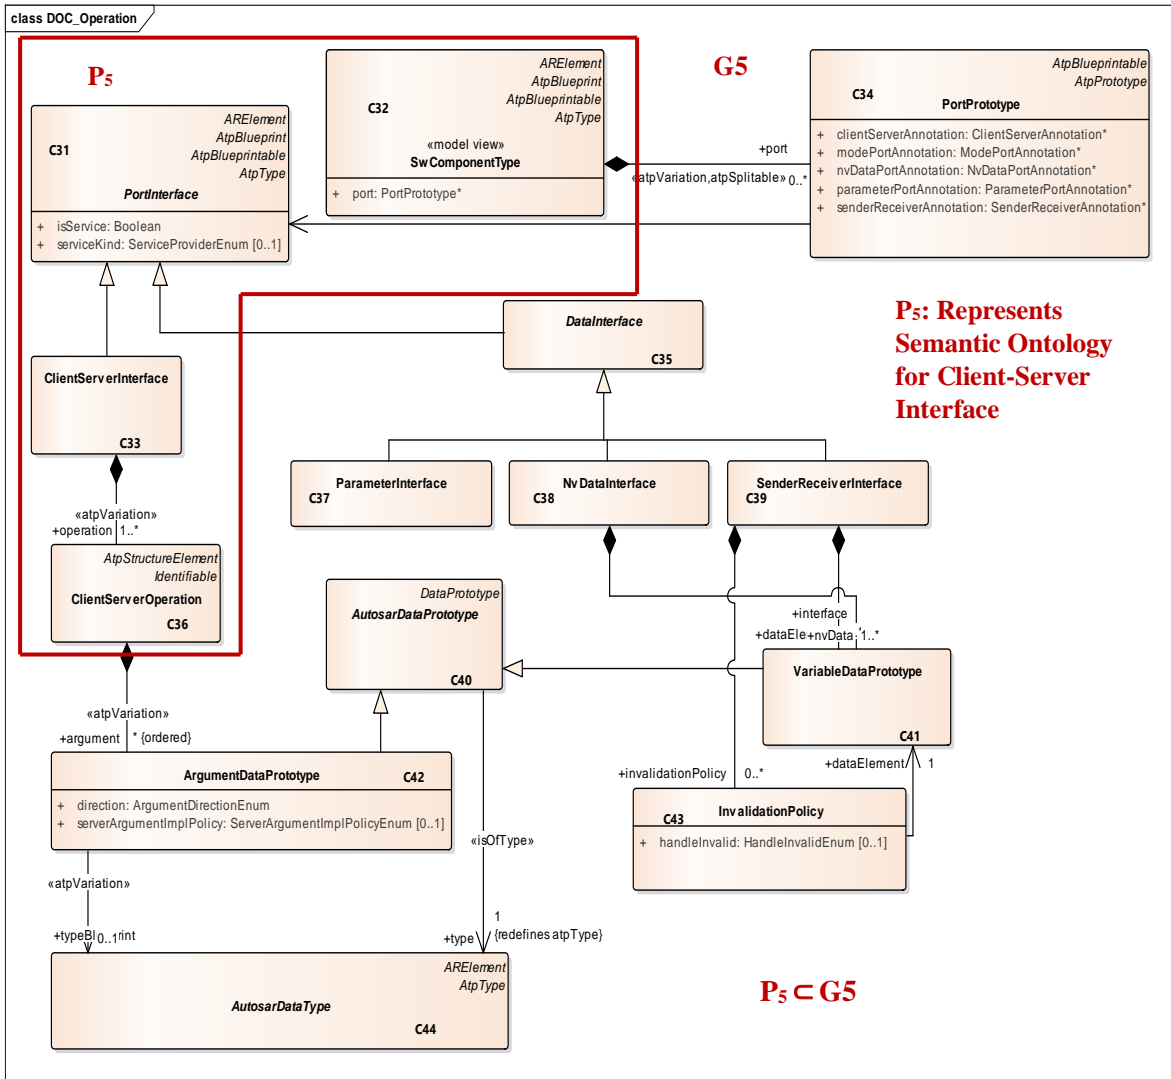 class DOC_Operation
P5
G5
C31
ARElement
AtpBlueprint
AtpBlueprintable
AtpType
PortInterface
+ isService: Boolean
+ serviceKind: ServiceProviderEnum [0..1]
C32
ARElement
AtpBlueprint
AtpBlueprintable
AtpType
«model view»
SwComponentType
+ port: PortPrototype*
+port
«atpVariation,atpSplitable» 0..*
AtpBlueprintable
AtpPrototype
C34
PortPrototype
+ clientServerAnnotation: ClientServerAnnotation*
+ modePortAnnotation: ModePortAnnotation*
+ nvDataPortAnnotation: NvDataPortAnnotation*
+ parameterPortAnnotation: ParameterPortAnnotation*
+ senderReceiverAnnotation: SenderReceiverAnnotation*
DataInterface
C35
P5: Represents
Semantic Ontology
for Client-Server
Interface
ClientServerInterface
C33
«atpVariation»
+operation 1..*
ParameterInterface
C37
NvDataInterface
C38
SenderReceiverInterface
C39
AtpStructureElement
Identifiable
ClientServerOperation
C36
DataPrototype
AutosarDataPrototype
C40
+interface
+dataEle +nvData 1..*
VariableDataPrototype
C41
«atpVariation»
+argument * {ordered}
ArgumentDataPrototype
C42
+ direction: ArgumentDirectionEnum
+ serverArgumentImplPolicy: ServerArgumentImplPolicyEnum [0..1]
+invalidationPolicy 0..*
+dataElement 1
InvalidationPolicy
C43
+ handleInvalid: HandleInvalidEnum [0..1]
«isOfType»
«atpVariation»
+typeBl 0..1 rint
+type
1
{redefines atpType}
ARElement
AtpType
AutosarDataType
C44
P5 ⊂ G5